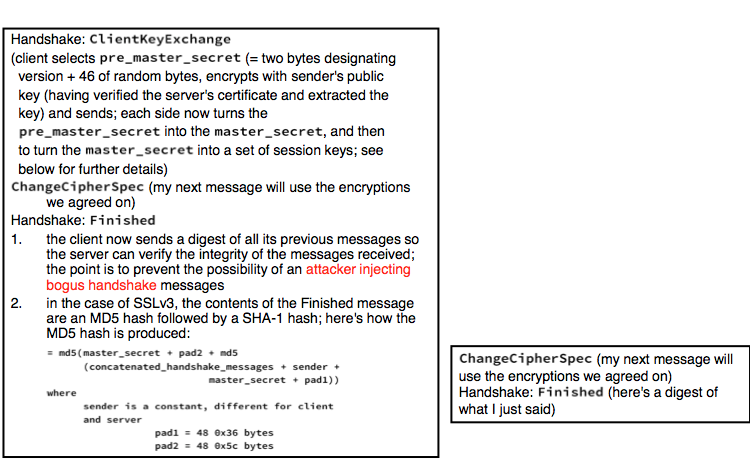 Handshake: ClientKeyExchange
(client selects pre_master_secret (= two bytes designating
version + 46 of random bytes, encrypts with sender's public
key (having verified the server's certificate and extracted the
key) and sends; each side now turns the
pre_master_secret into the master_secret, and then
to turn the master_secret into a set of session keys; see
below for further details)
ChangeCipherSpec (my next message will use the encryptions
we agreed on)
Handshake: Finished
1. the client now sends a digest of all its previous messages so
the server can verify the integrity of the messages received;
the point is to prevent the possibility of an attacker injecting
bogus handshake messages
2. in the case of SSLv3, the contents of the Finished message
are an MD5 hash followed by a SHA-1 hash; here's how the
MD5 hash is produced:
= md5(master_secret + pad2 + md5
(concatenated_handshake_messages + sender +
master_secret + pad1))
where
sender is a constant, different for client
and server
pad1 = 48 0x36 bytes
pad2 = 48 0x5c bytes
ChangeCipherSpec (my next message will
use the encryptions we agreed on)
Handshake: Finished (here's a digest of
what I just said)